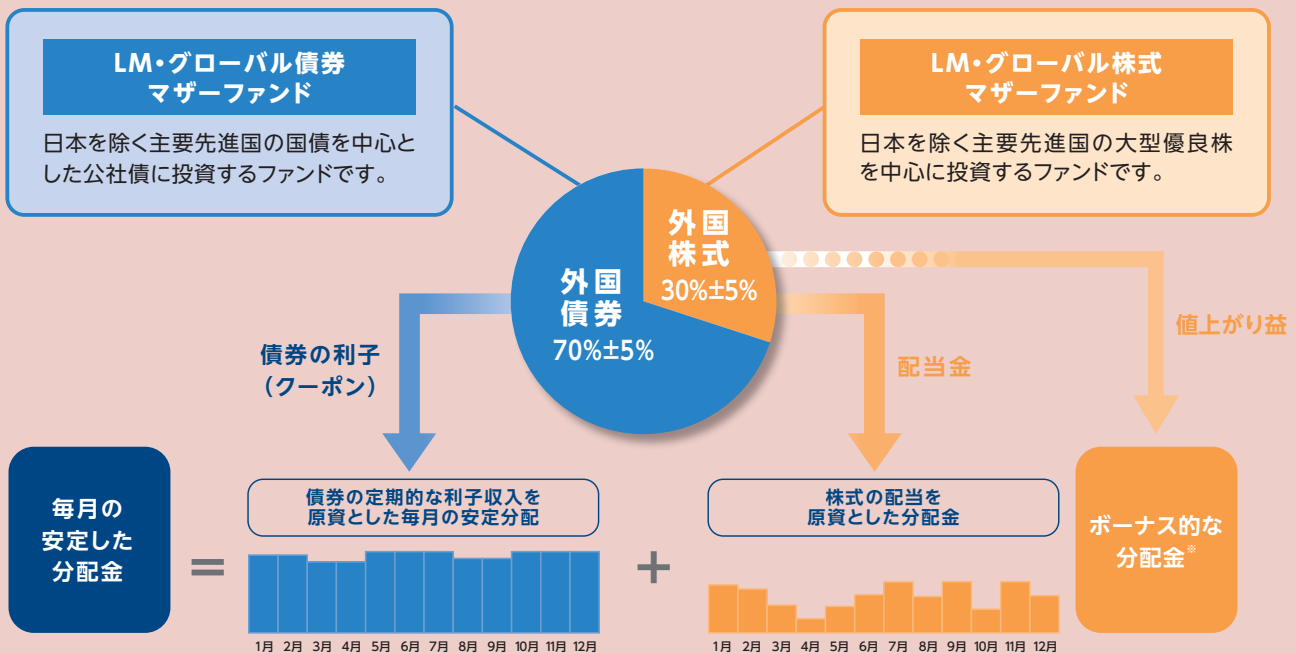 LM・グローバル債券
マザーファンド
日本を除く主要先進国の国債を中心と
した公社債に投資するファンドです。
LM・グローバル株式
マザーファンド
日本を除く主要先進国の大型優良株
を中心に投資するファンドです。
外国
株式
30%±5%
外国
債券
70%±5%
債券の利子
（クーポン）
配当金
値上がり益
毎月の
安定した
分配金
=
債券の定期的な利子収入を
原資とした毎月の安定分配
1月 2月 3月 4月 5月 6月 7月 8月 9月 10月 11月 12月
+
株式の配当を
原資とした分配金
1月 2月 3月 4月 5月 6月 7月 8月 9月 10月 11月 12月
ボーナス的な
分配金※